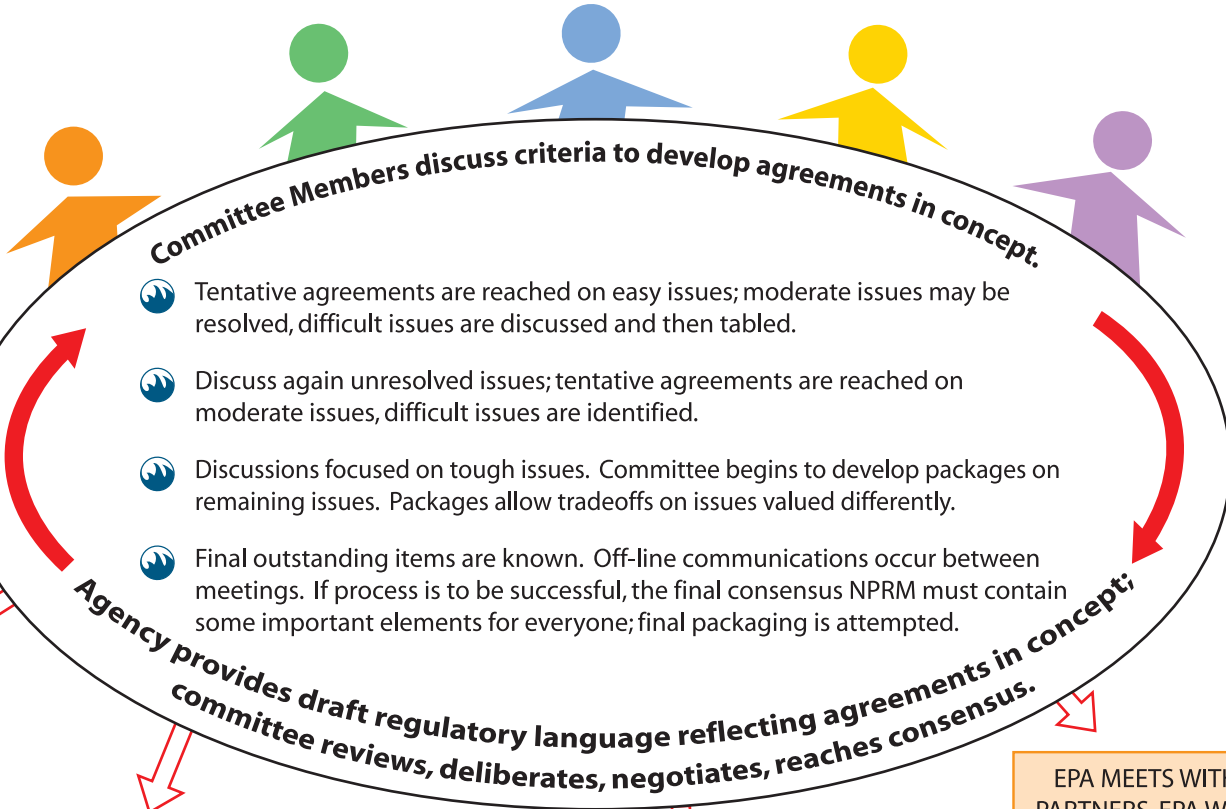 Committee Members discuss criteria to develop agreements in concept.
Tentative agreements are reached on easy issues; moderate issues may be
resolved, difficult issues are discussed and then tabled.
Discuss again unresolved issues; tentative agreements are reached on
moderate issues, difficult issues are identified.
Discussions focused on tough issues. Committee begins to develop packages on
remaining issues. Packages allow tradeoffs on issues valued differently.
Final outstanding items are known. Off-line communications occur between
meetings. If process is to be successful, the final consensus NPRM must contain
some important elements for everyone; final packaging is attempted.
Agency provides draft regulatory language reflecting agreements in concept;
committee reviews, deliberates, negotiates, reaches consensus.
EPA MEETS WITH
PARTNERS, EPA